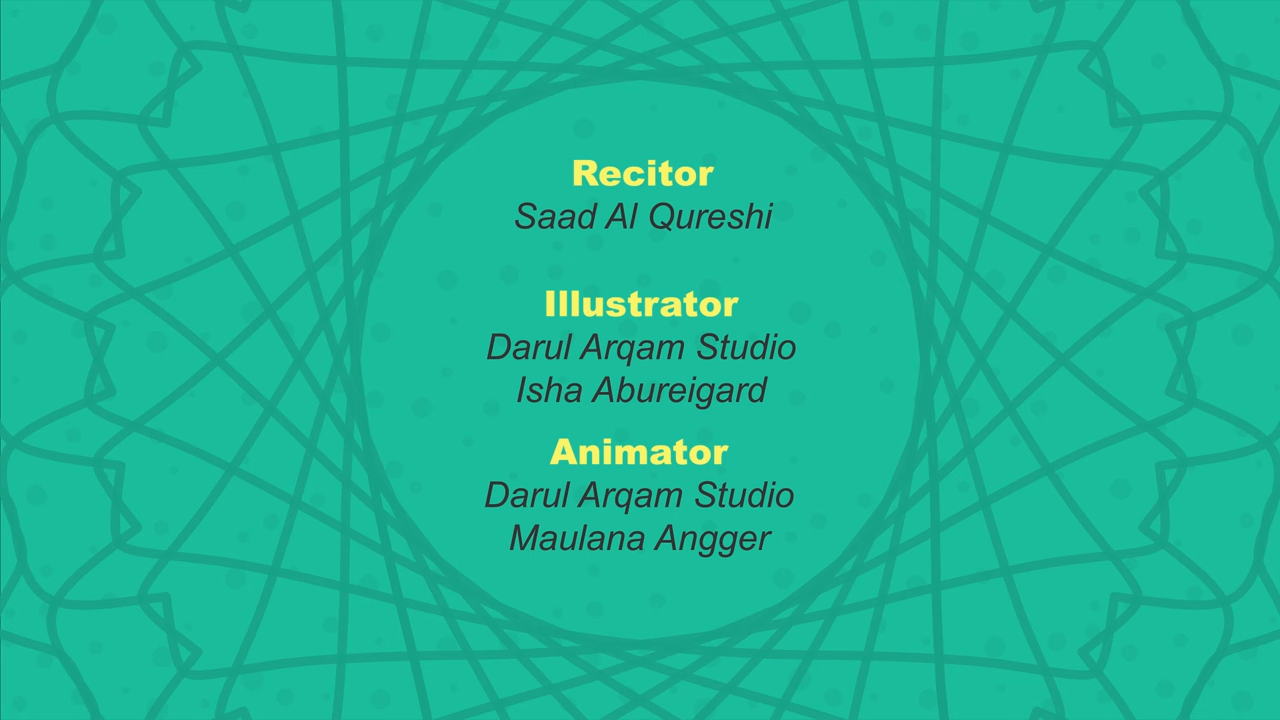 Recitor
Saad Al Qureshi
Illustrator
Darul Arqam Studio
Isha Abureigard
Animator
Darul Arqam Studio
Maulana Angger